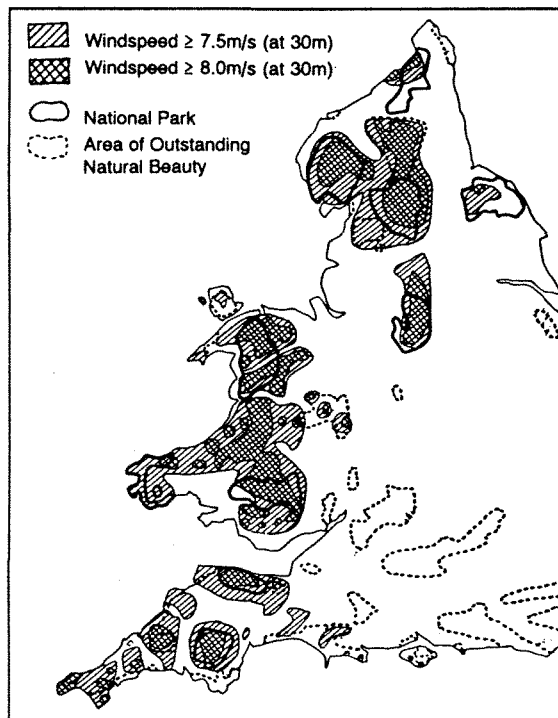 Windspeed ≥ 7.5m/s (at 30m)
Windspeed ≥ 8.0m/s (at 30m)
National Park
Area of Outstanding
Natural Beauty